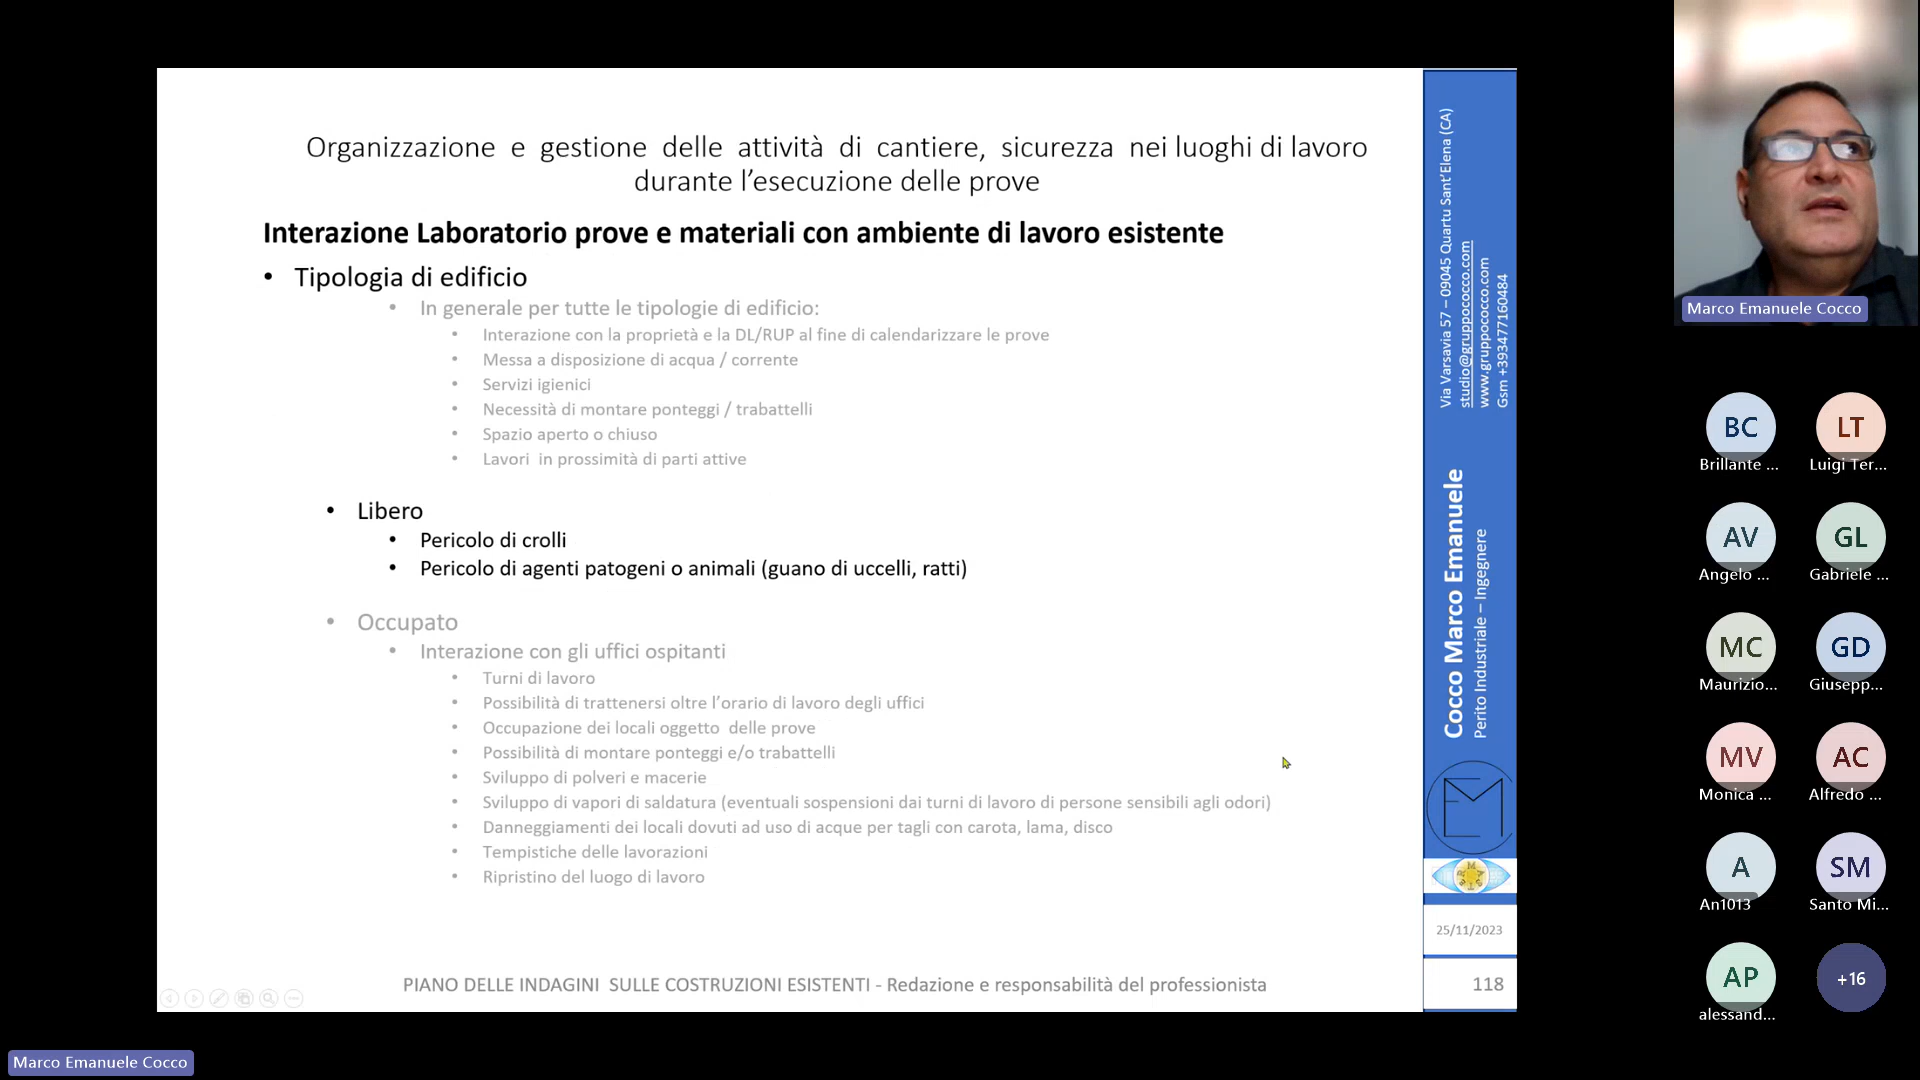 Organizzazione e gestione delle attività di cantiere, sicurezza nei luoghi di lavoro
durante l'esecuzione delle prove
Interazione Laboratorio prove e materiali con ambiente di lavoro esistente
• Tipologia di edificio
• In generale per tutte le tipologie di edificio:
• Interazione con la proprietà e la DL/RUP al fine di calendarizzare le prove
• Messa a disposizione di acqua / corrente
• Servizi igienici
• Necessità di montare ponteggi / trabattelli
• Spazio aperto o chiuso
• Lavori in prossimità di parti attive
• Libero
• Pericolo di crolli
• Pericolo di agenti patogeni o animali (guano di uccelli, ratti)
• Occupato
• Interazione con gli uffici ospitanti
• Turni di lavoro
• Possibilità di trattenersi oltre l'orario di lavoro degli uffici
• Occupazione dei locali oggetto delle prove
• Possibilità di montare ponteggi e/o trabattelli
• Sviluppo di polveri e macerie
• Sviluppo di vapori di saldatura (eventuali sospensioni dai turni di lavoro di persone sensibili agli odori)
• Danneggiamenti dei locali dovuti ad uso di acque per tagli con carota, lama, disco
• Tempistiche delle lavorazioni
• Ripristino del luogo di lavoro
PIANO DELLE INDAGINI SULLE COSTRUZIONI ESISTENTI - Redazione e responsabilità del professionista
Via Varsavia 57 – 09045 Quartu Sant'Elena (CA)
studio@gruppococco.com
www.gruppococco.com
Gsm +393477160484
Cocco Marco Emanuele
Perito Industriale – Ingegnere
25/11/2023
118
Marco Emanuele Cocco
BC
Brillante ...
LT
Luigi Ter...
AV
Angelo ...
GL
Gabriele ...
MC
Maurizio...
GD
Giusepp...
MV
Monica ...
AC
Alfredo ...
A
An1013
SM
Santo Mi...
AP
alessand...
+16
Marco Emanuele Cocco